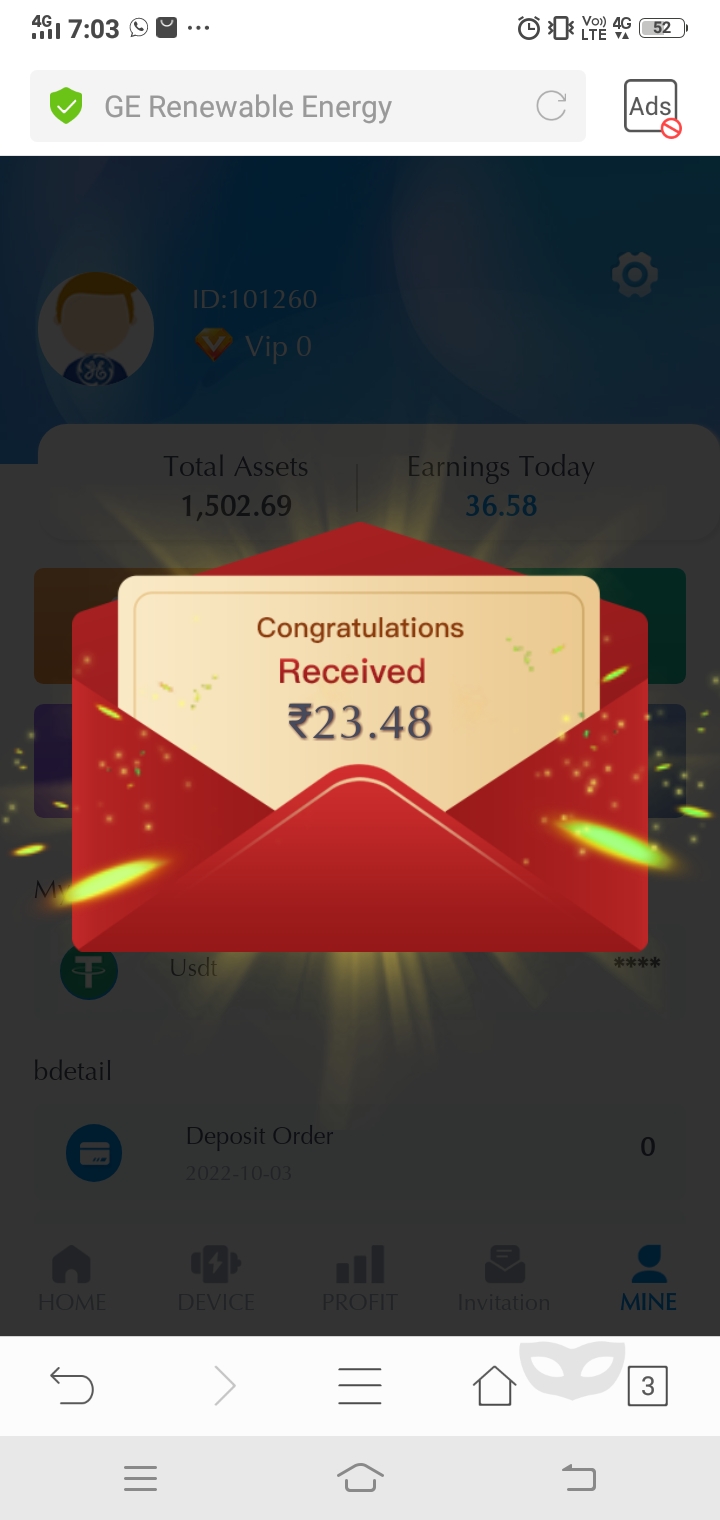 4G 7:03 ... Vo)) LTE 4G 52
GE Renewable Energy
Ads
ID:101260
Vip 0
Total Assets Earnings Today
1,502.69 36.58
Congratulations
Received
₹23.48
My
Usdt ****
bdetail
Deposit Order 0
2022-10-03
HOME DEVICE PROFIT Invitation MINE
3